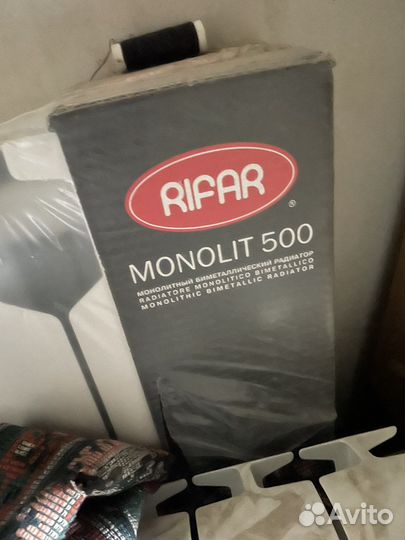 RIFAR
®
MONOLIT 500
МОНОЛИТНЫЙ БИМЕТАЛЛИЧЕСКИЙ РАДИАТОР
RADIATORE MONOLITICO BIMETALLICO
MONOLITHIC BIMETALLIC RADIATOR
Avito